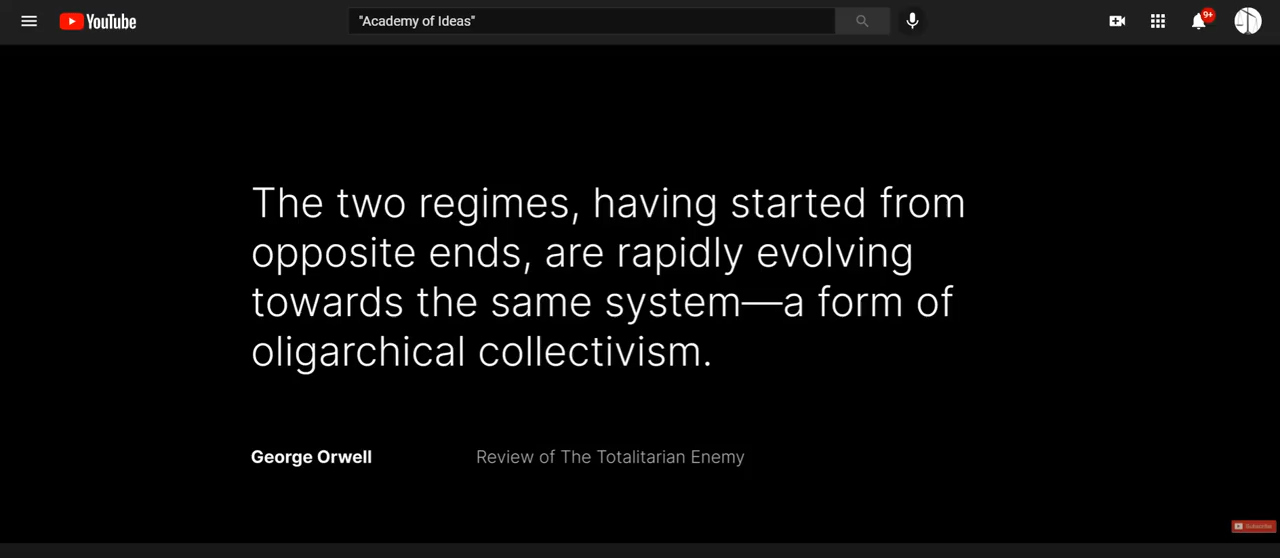 YouTube
"Academy of Ideas"
9+
The two regimes, having started from
opposite ends, are rapidly evolving
towards the same system—a form of
oligarchical collectivism.
George Orwell
Review of The Totalitarian Enemy
Subscribe